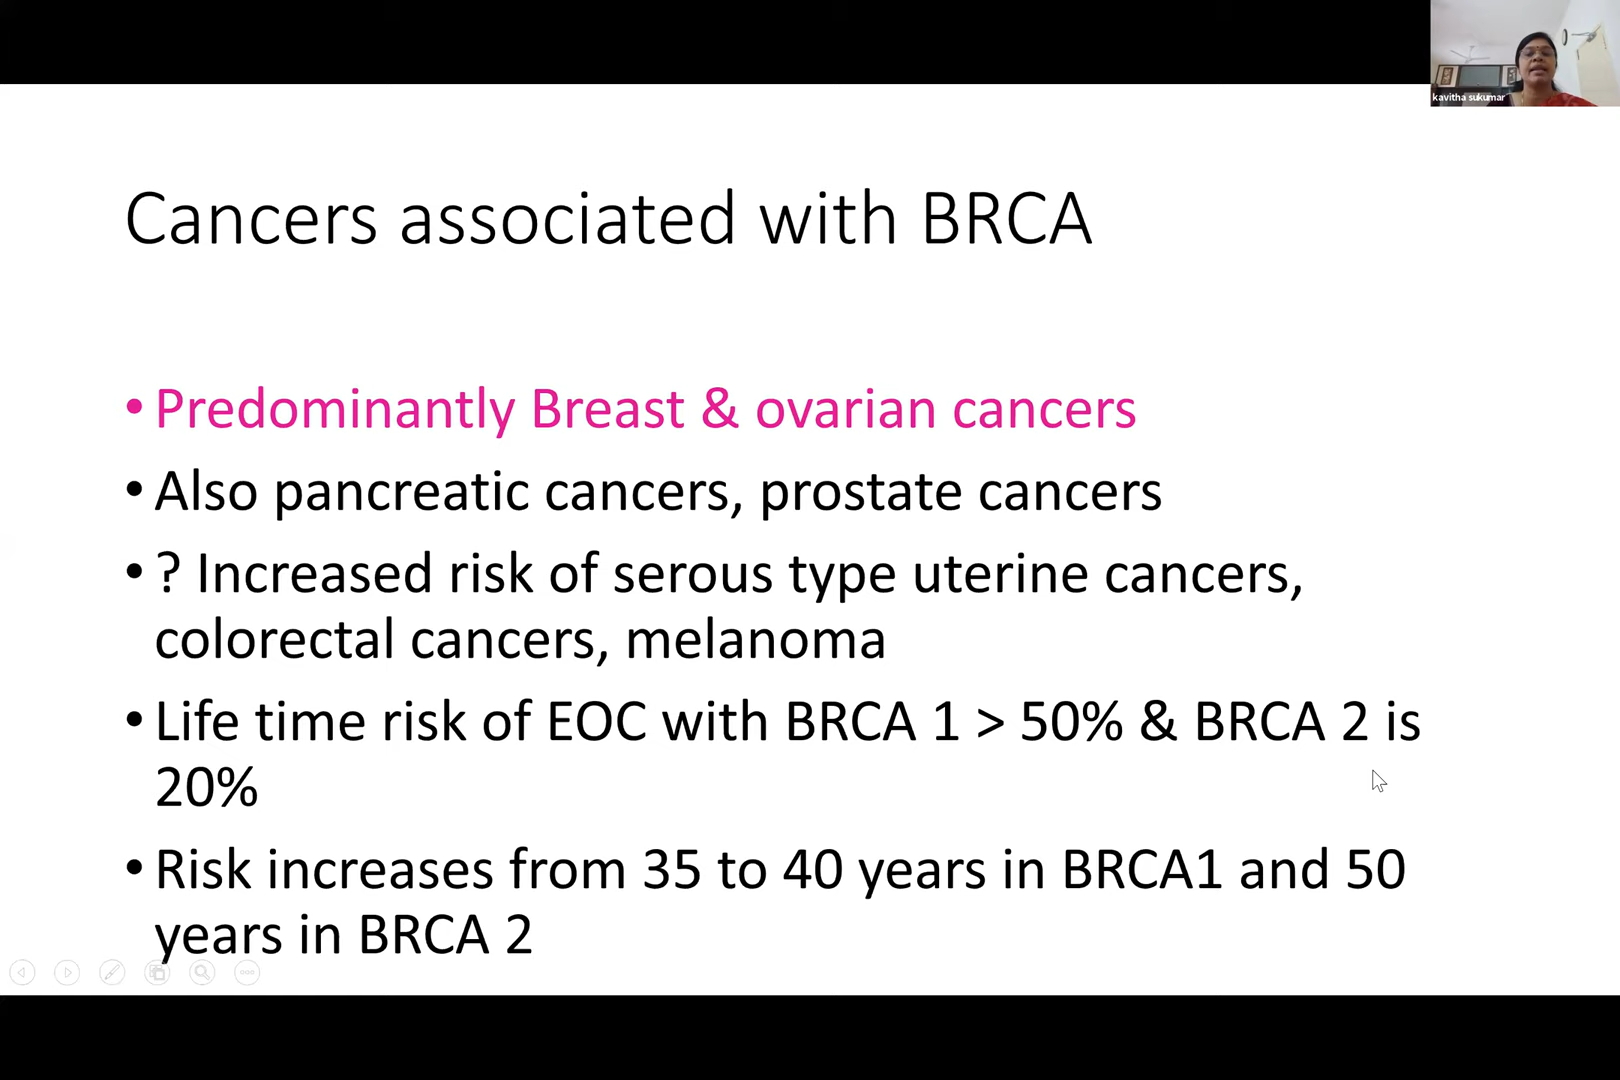 kavitha sukumar
Cancers associated with BRCA
• Predominantly Breast & ovarian cancers
• Also pancreatic cancers, prostate cancers
• ? Increased risk of serous type uterine cancers,
colorectal cancers, melanoma
• Life time risk of EOC with BRCA 1 > 50% & BRCA 2 is
20%
• Risk increases from 35 to 40 years in BRCA1 and 50
years in BRCA 2